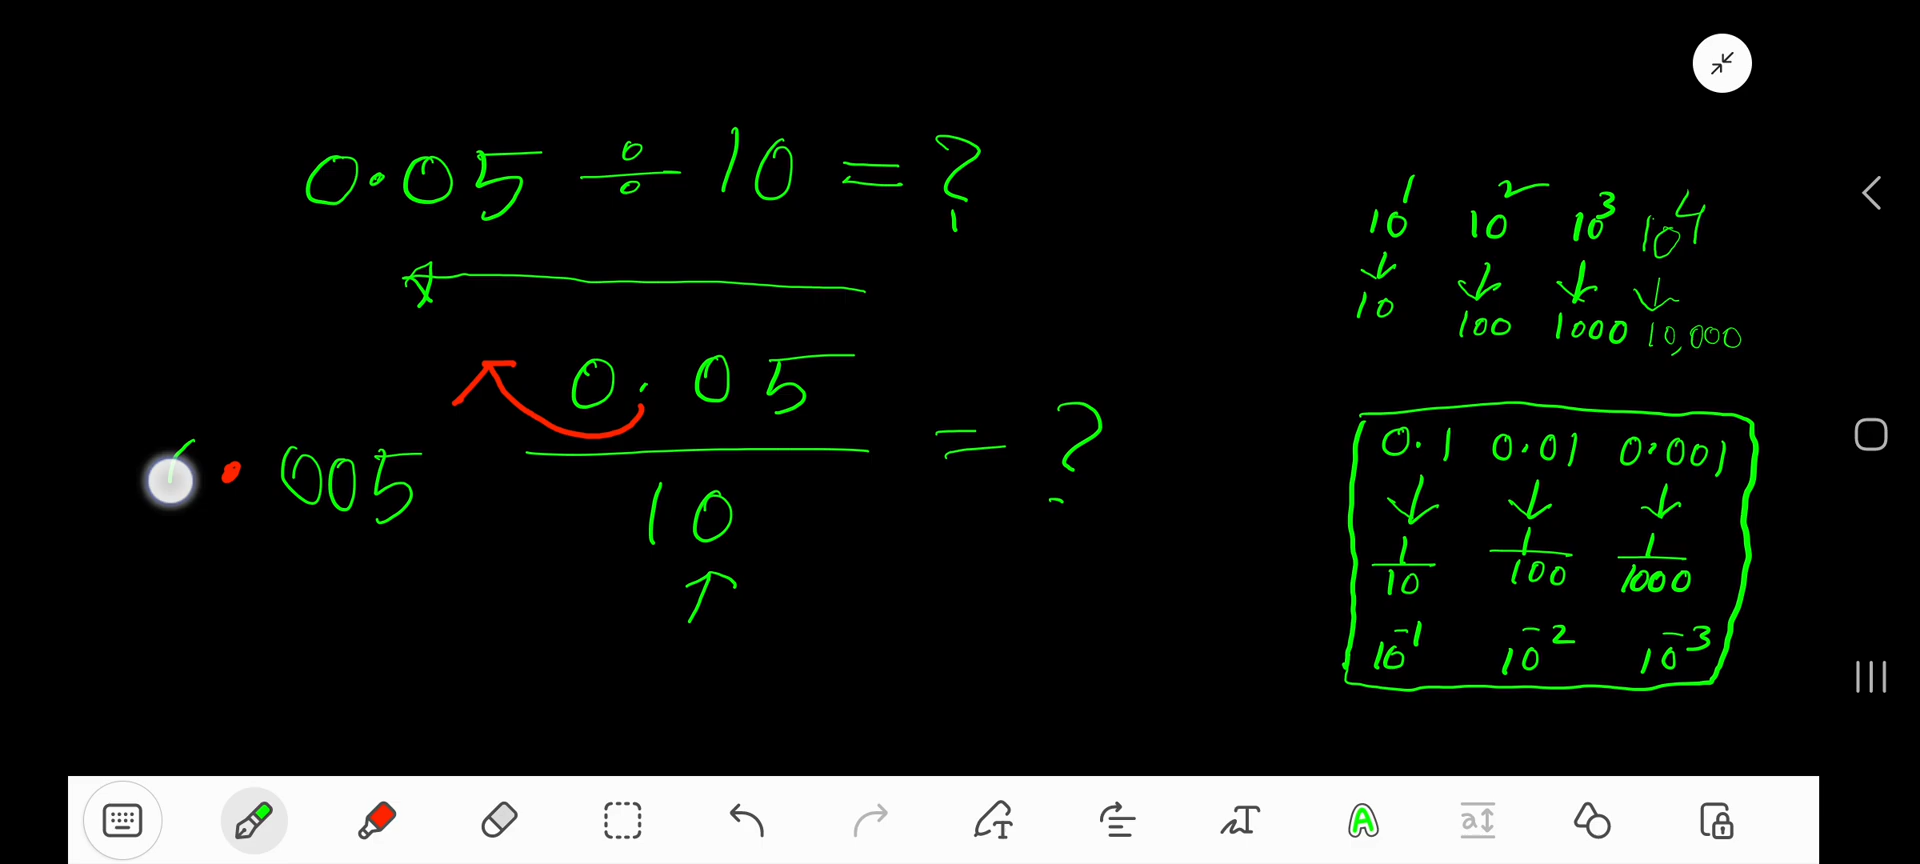 0.05 ÷ 10 = ?
10¹ 10² 10³ 10⁴
↓ ↓ ↓ ↓
10 100 1000 10,000
0.05
———— = ?
10
↑
.005
0.1 0.01 0.001
↓ ↓ ↓
1/10 1/100 1/1000
10⁻¹ 10⁻² 10⁻³
T T A a